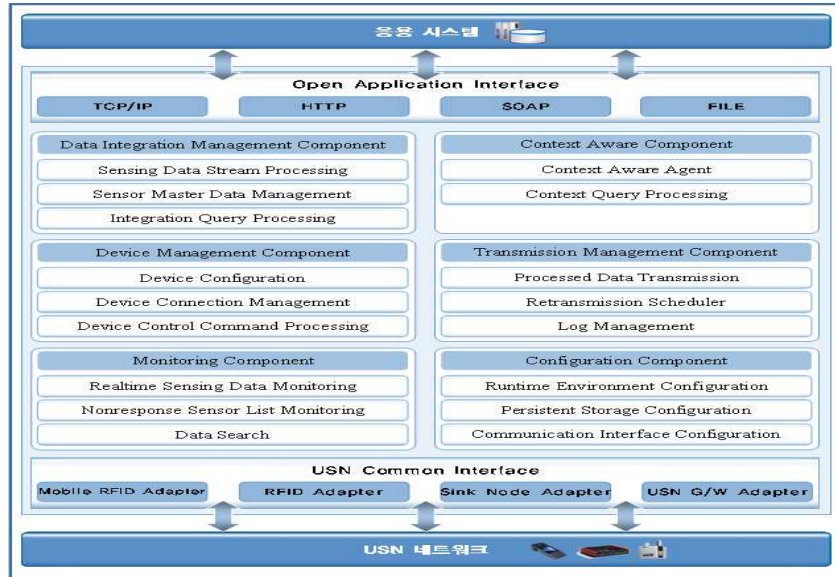 응용 시스템
Open Application Interface
TCP/IP HTTP SOAP FILE
Data Integration Management Component
Sensing Data Stream Processing
Sensor Master Data Management
Integration Query Processing
Context Aware Component
Context Aware Agent
Context Query Processing
Device Management Component
Device Configuration
Device Connection Management
Device Control Command Processing
Transmission Management Component
Processed Data Transmission
Retransmission Scheduler
Log Management
Monitoring Component
Realtime Sensing Data Monitoring
Nonresponse Sensor List Monitoring
Data Search
Configuration Component
Runtime Environment Configuration
Persistent Storage Configuration
Communication Interface Configuration
USN Common Interface
Mobile RFID Adapter RFID Adapter Sink Node Adapter USN G/W Adapter
USN 네트워크